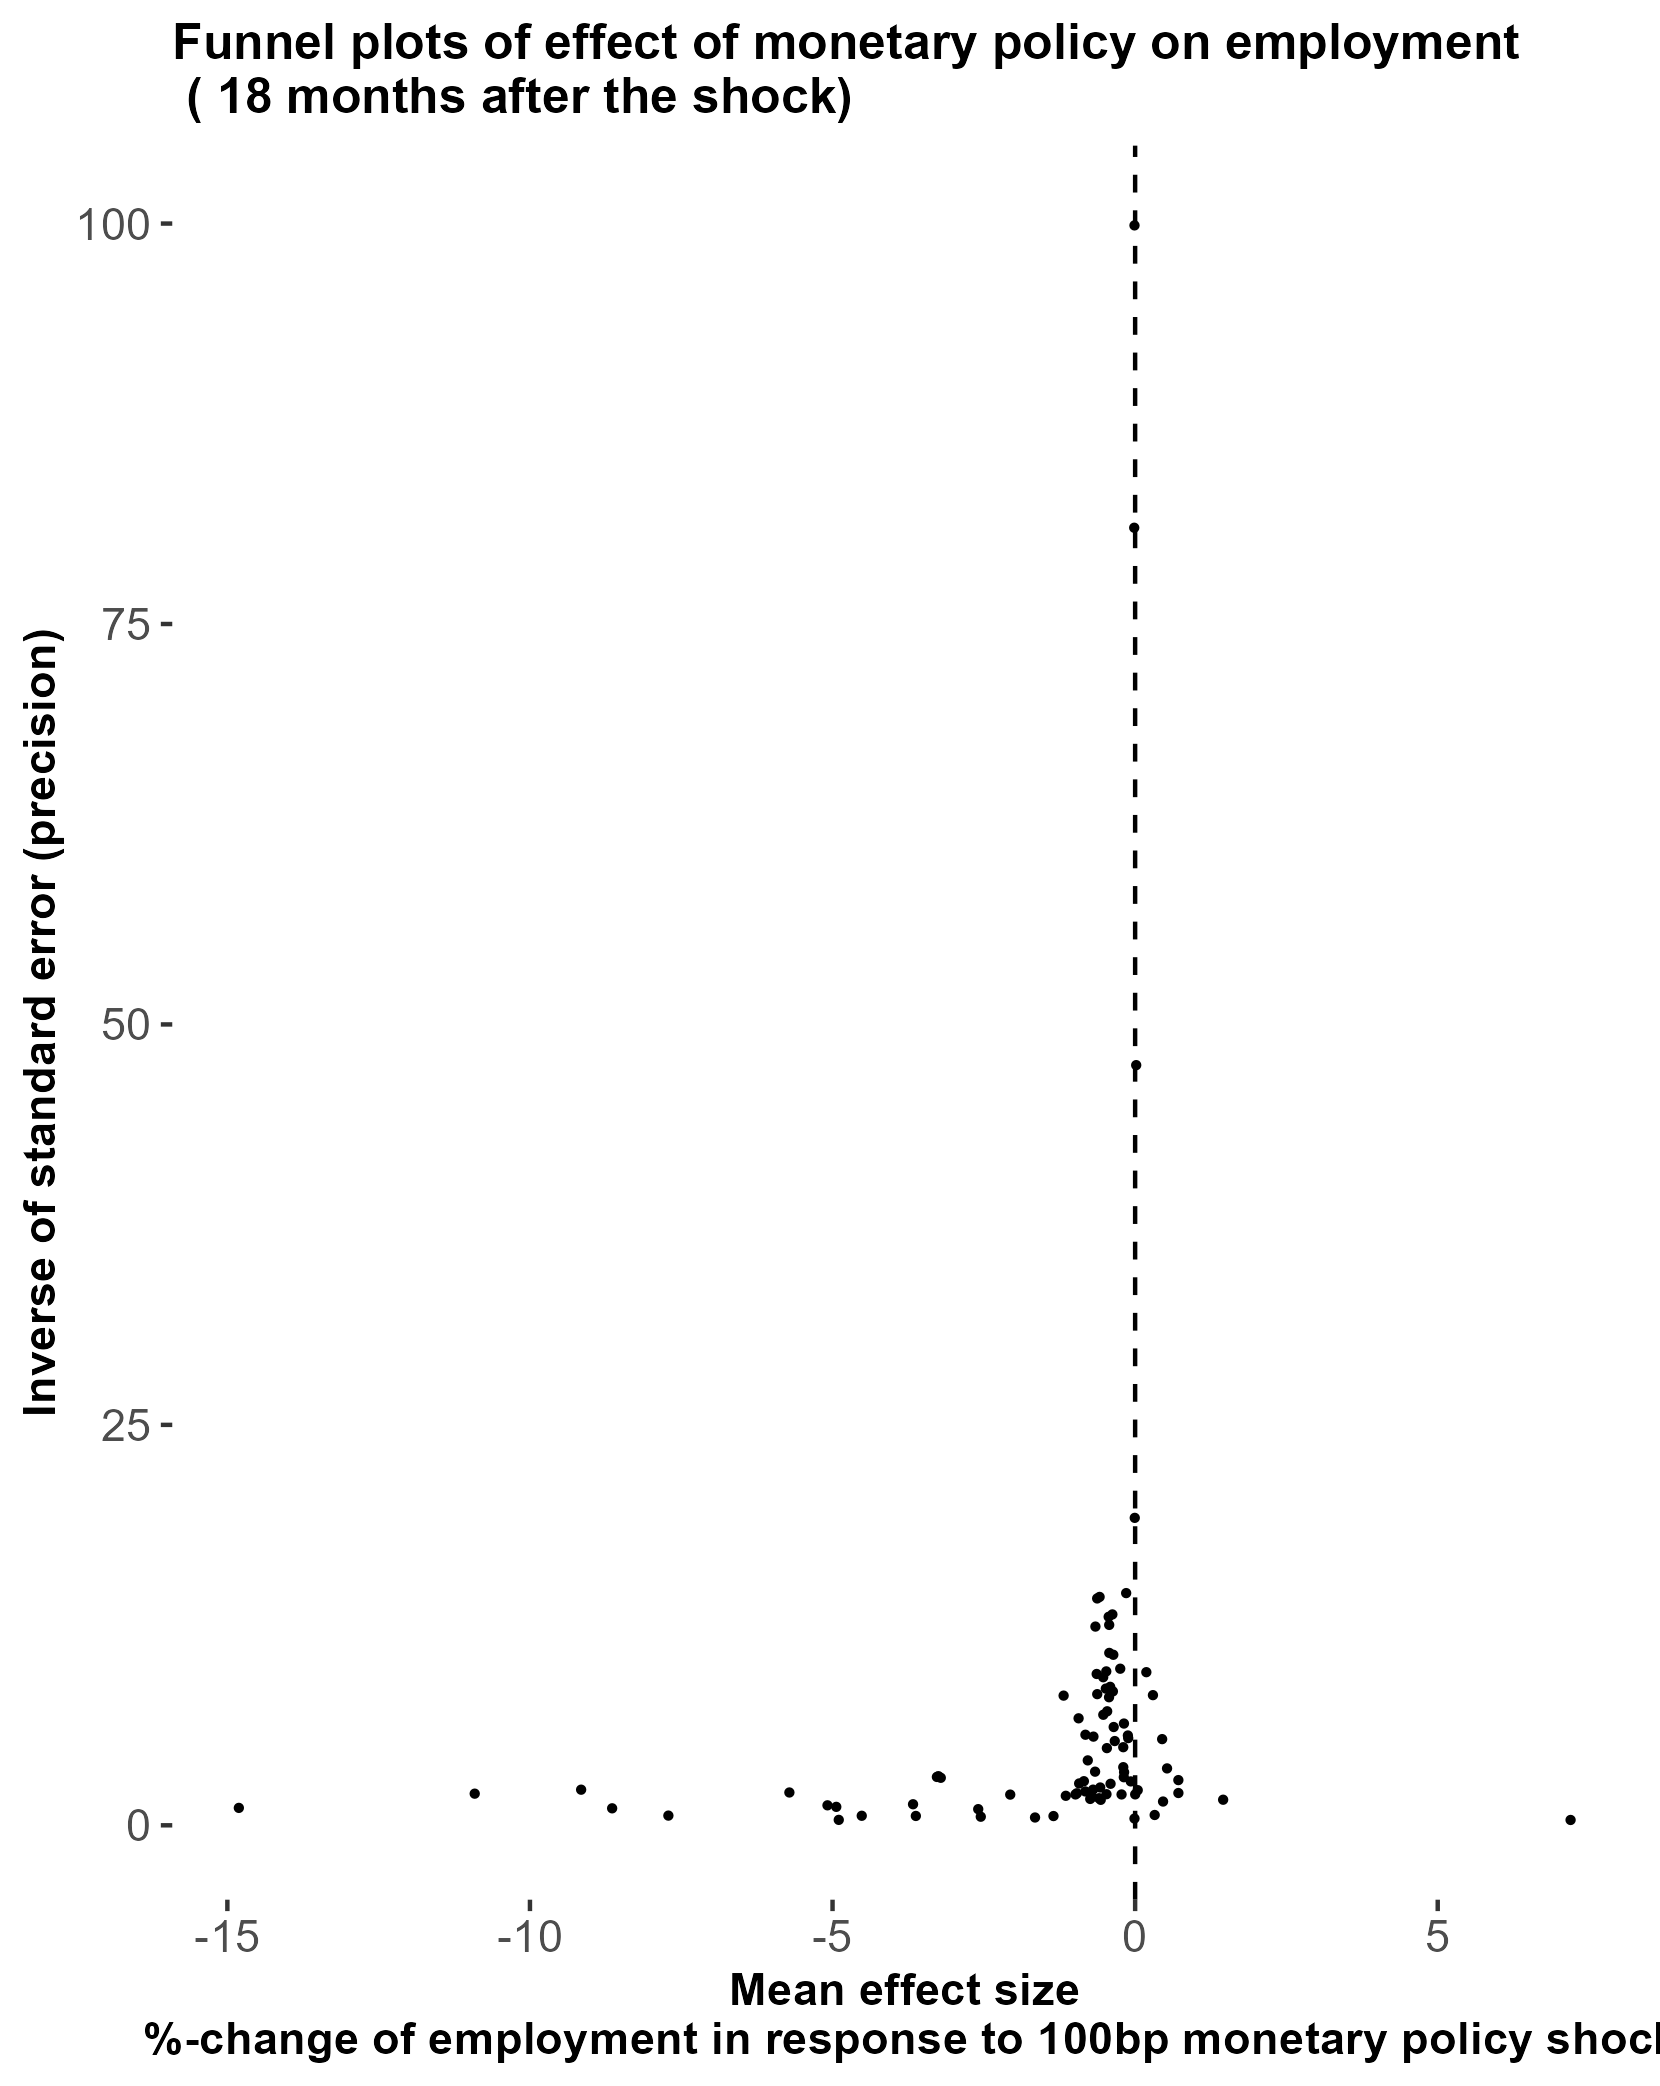 Funnel plots of effect of monetary policy on employment
( 18 months after the shock)
Inverse of standard error (precision)
100
75
50
25
0
-15
-10
-5
0
5
Mean effect size
%-change of employment in response to 100bp monetary policy shock